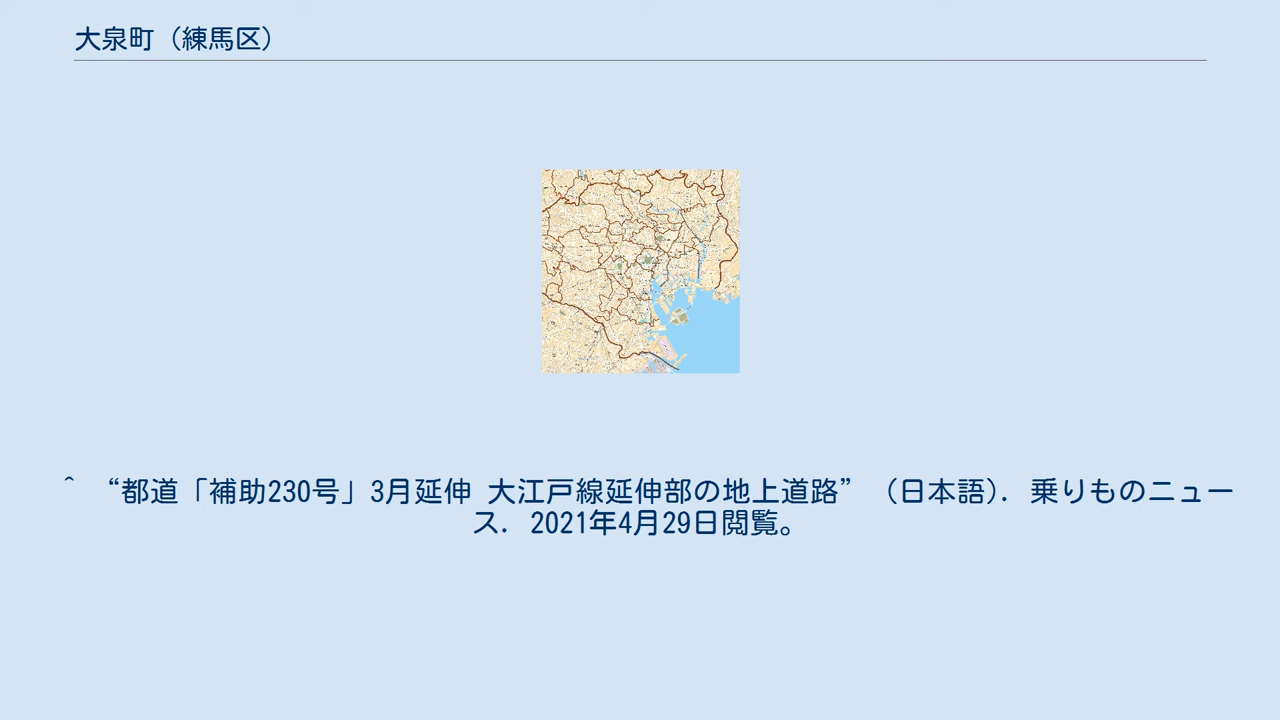 大泉町（練馬区）
^ “都道「補助230号」3月延伸 大江戸線延伸部の地上道路” （日本語）. 乗りものニュー
ス. 2021年4月29日閲覧。